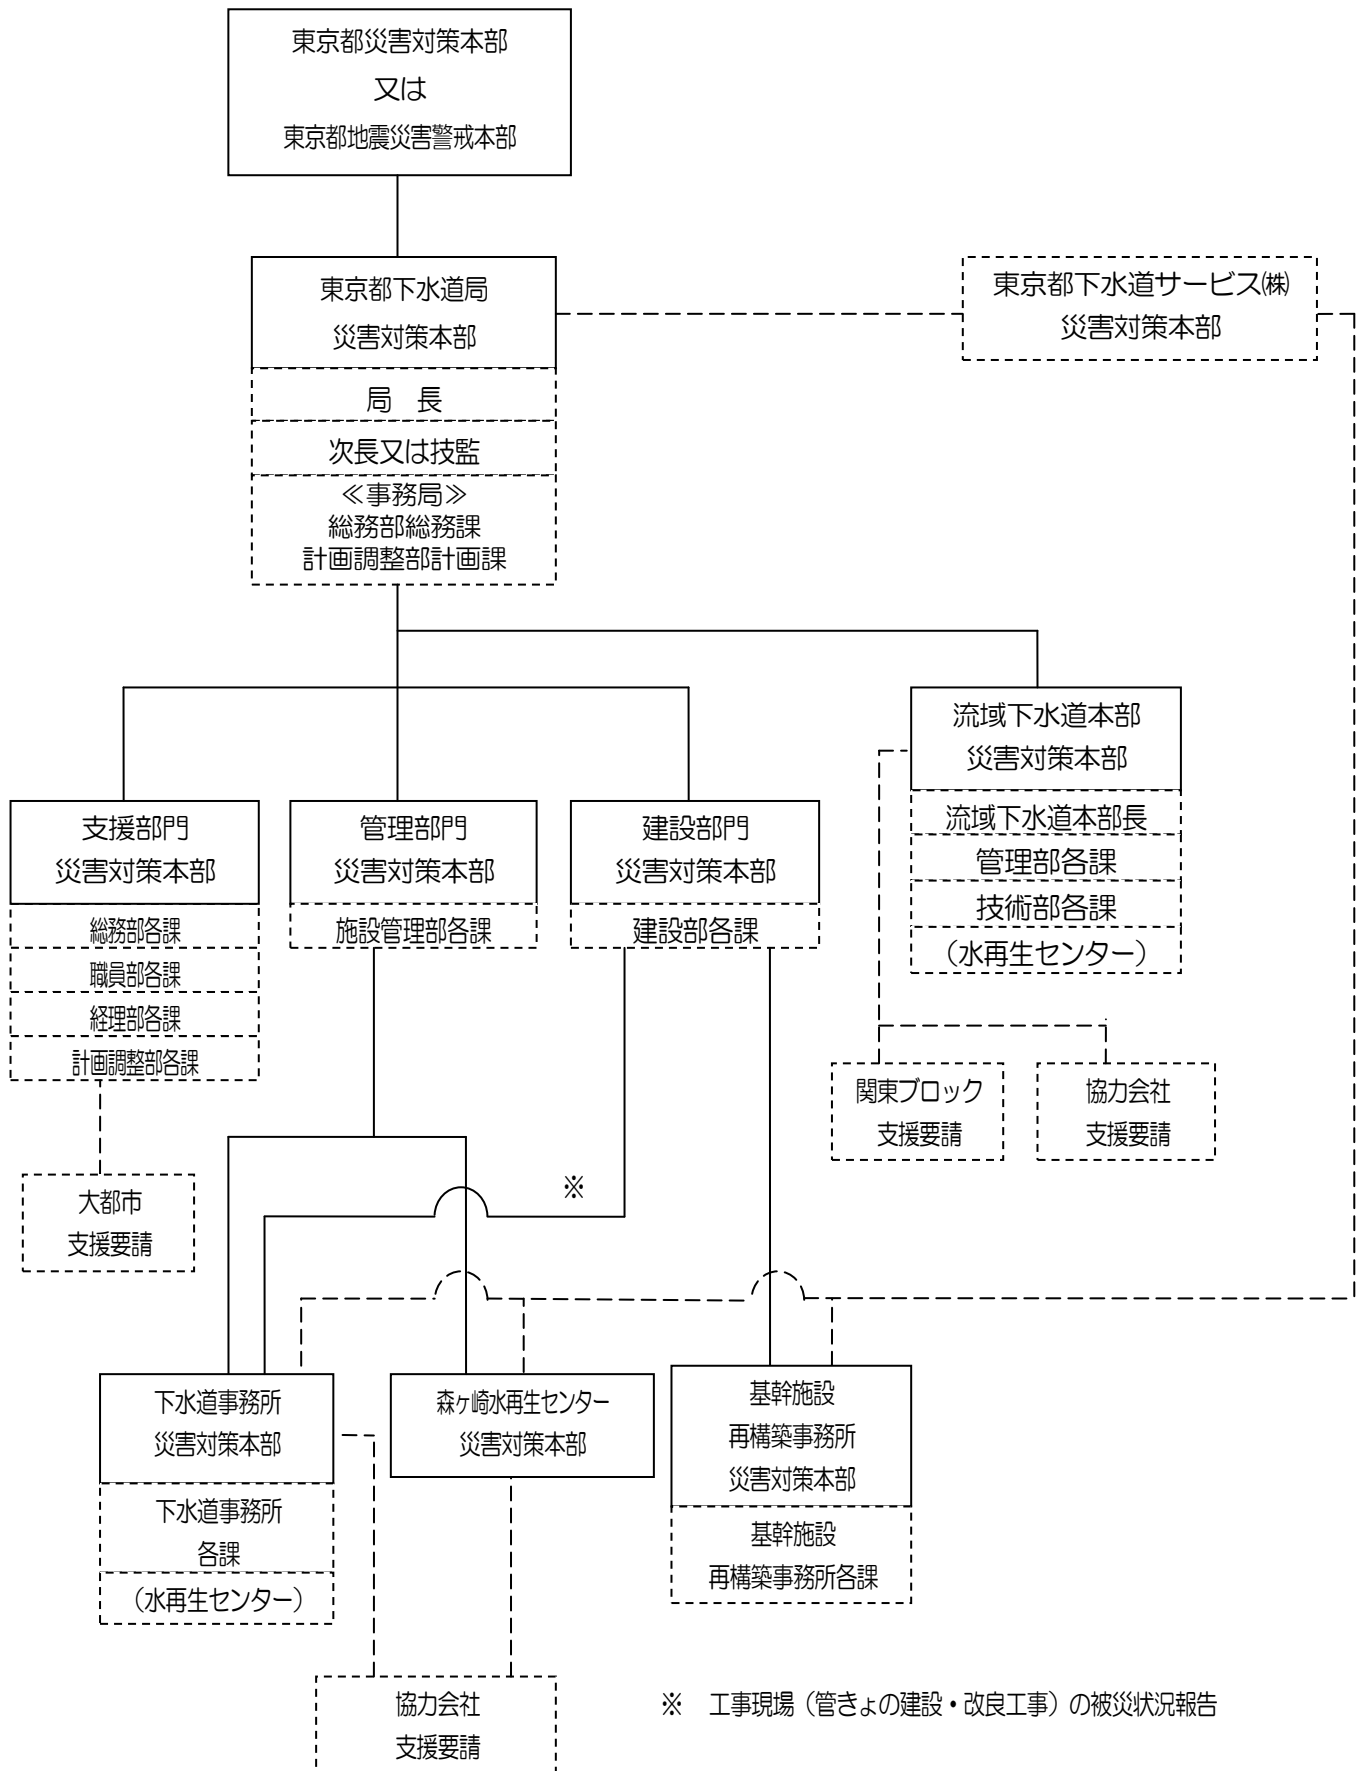 東京都災害対策本部
又は
東京都地震災害警戒本部
東京都下水道局
災害対策本部
局　長
次長又は技監
≪事務局≫
総務部総務課
計画調整部計画課
東京都下水道サービス㈱
災害対策本部
流域下水道本部
災害対策本部
流域下水道本部長
管理部各課
技術部各課
（水再生センター）
支援部門
災害対策本部
総務部各課
職員部各課
経理部各課
計画調整部各課
管理部門
災害対策本部
施設管理部各課
建設部門
災害対策本部
建設部各課
関東ブロック
支援要請
協力会社
支援要請
大都市
支援要請
※
下水道事務所
災害対策本部
下水道事務所
各課
（水再生センター）
森ヶ崎水再生センター
災害対策本部
基幹施設
再構築事務所
災害対策本部
基幹施設
再構築事務所各課
協力会社
支援要請
※　工事現場（管きょの建設・改良工事）の被災状況報告